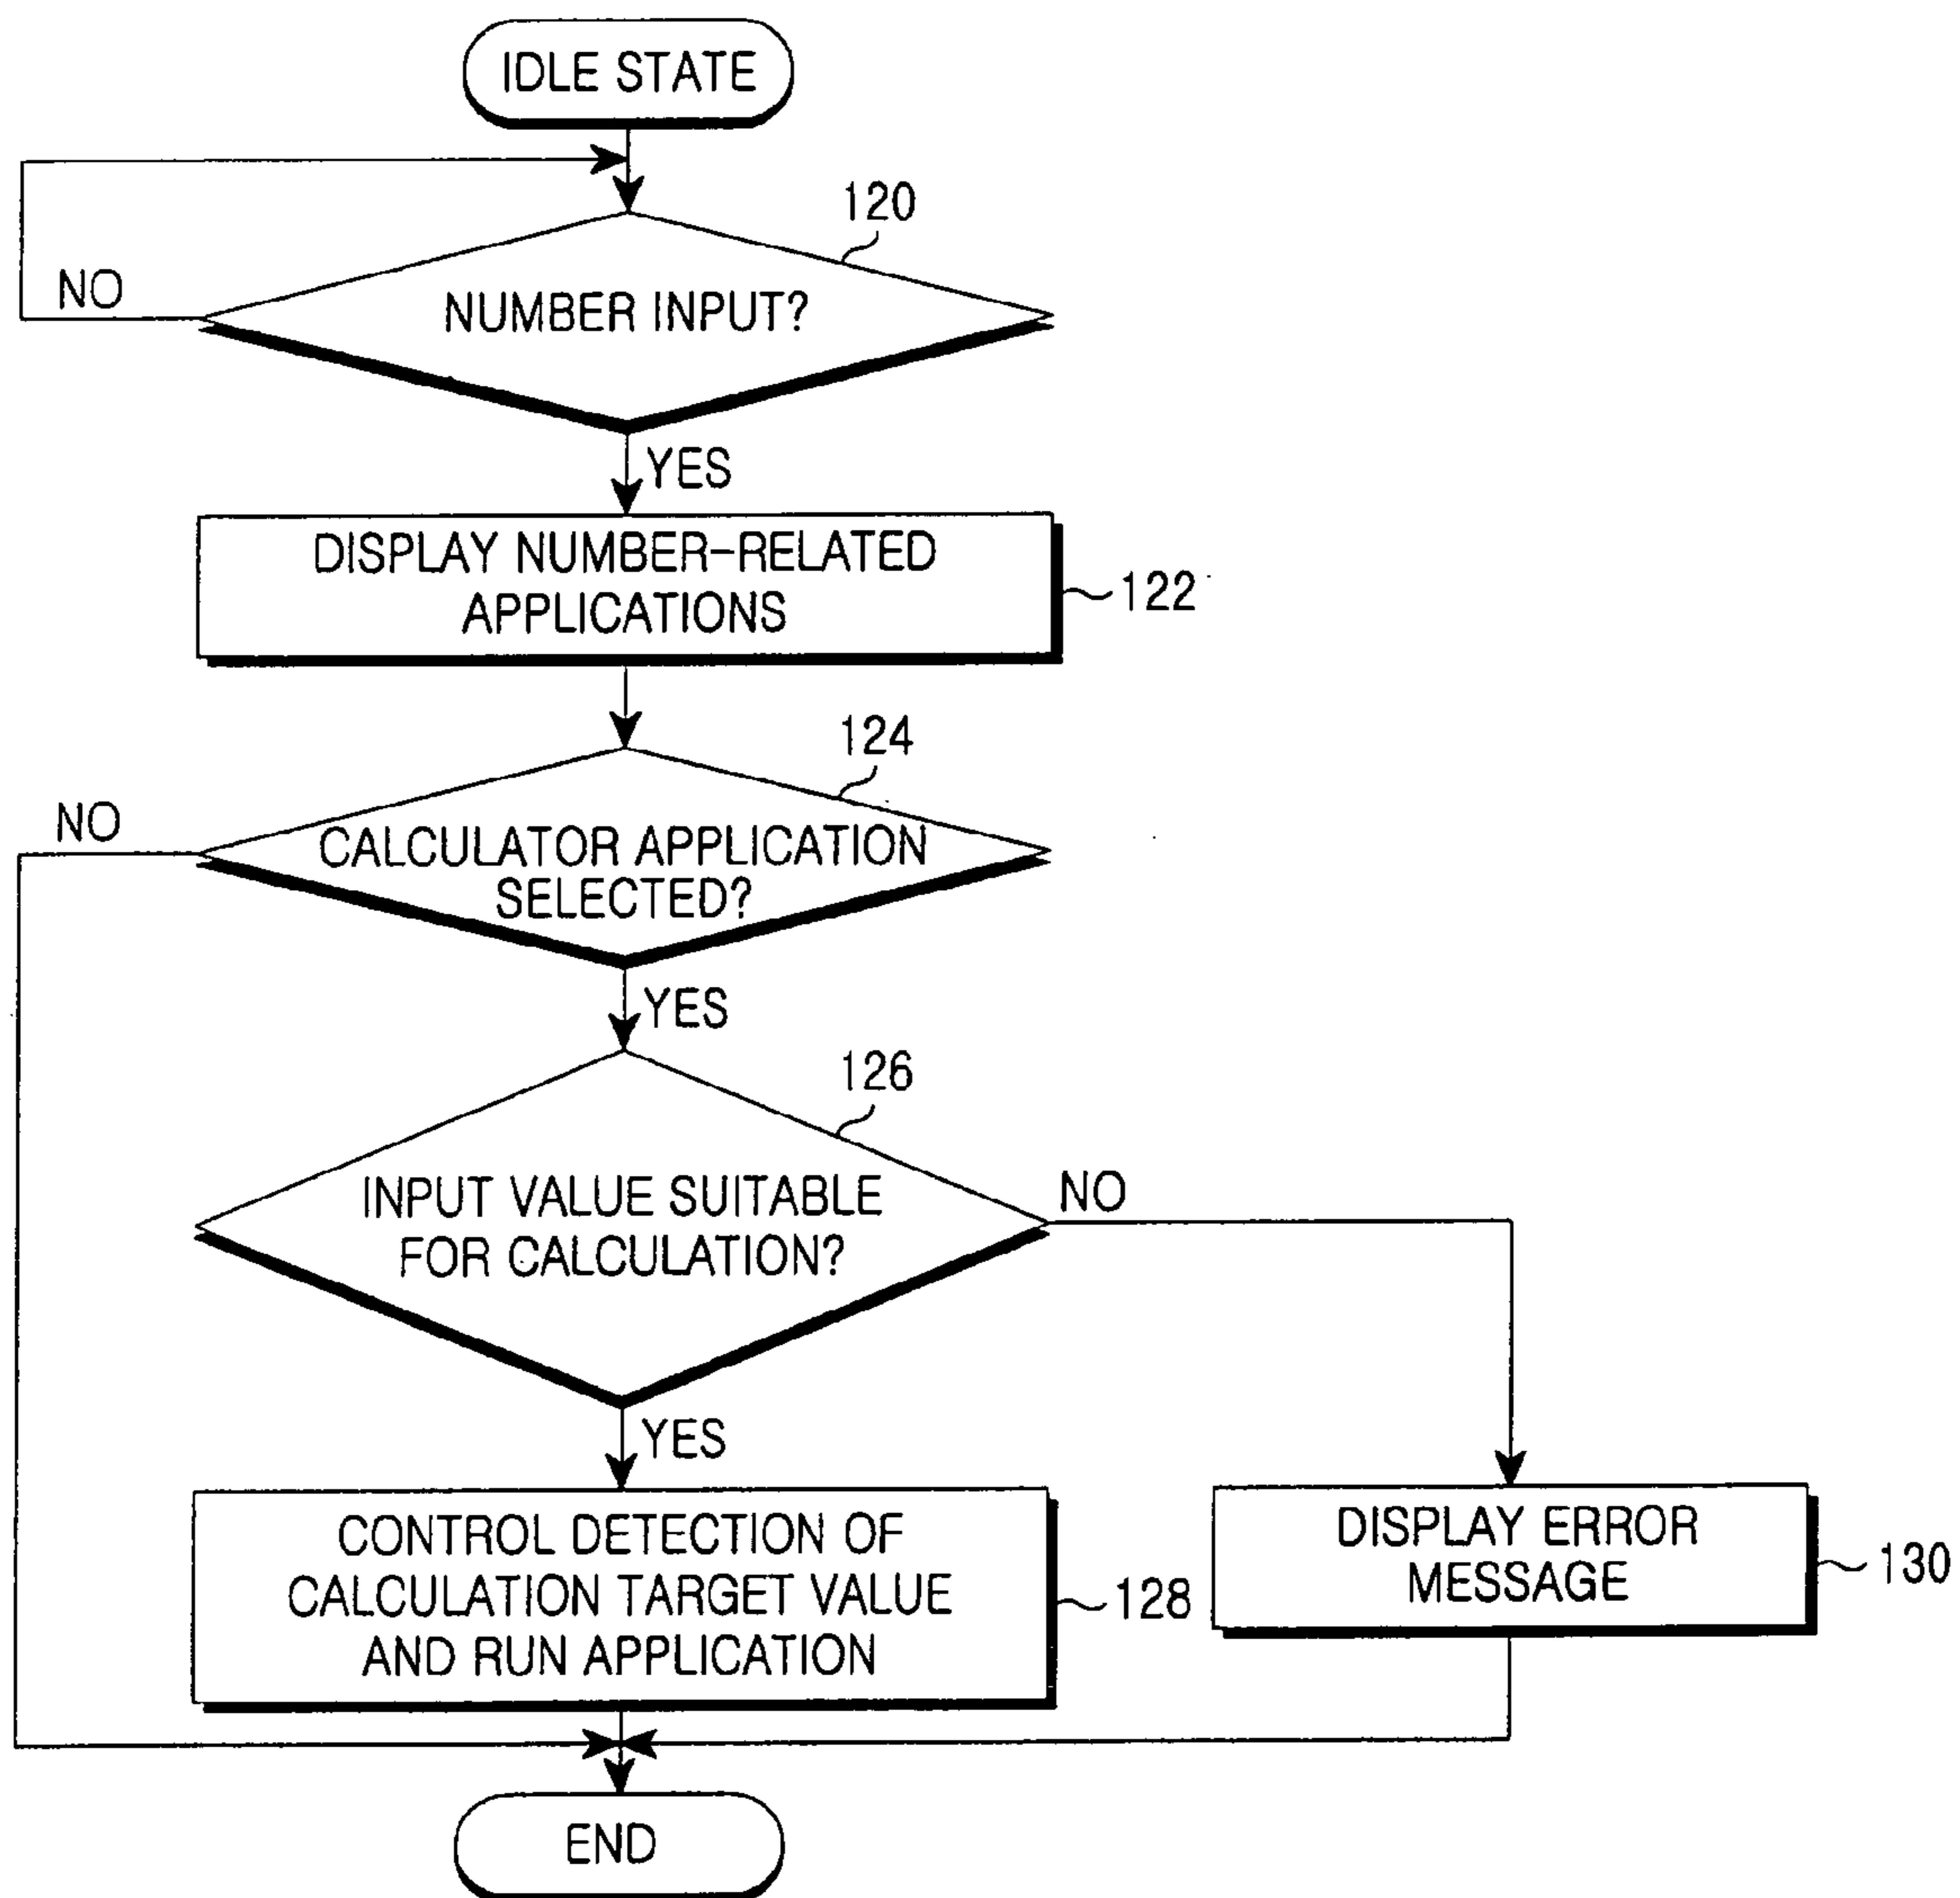 IDLE STATE
120
NO
NUMBER INPUT?
YES
DISPLAY NUMBER-RELATED
APPLICATIONS
122
124
NO
CALCULATOR APPLICATION
SELECTED?
YES
126
INPUT VALUE SUITABLE
FOR CALCULATION?
NO
YES
CONTROL DETECTION OF
CALCULATION TARGET VALUE
AND RUN APPLICATION
128
DISPLAY ERROR
MESSAGE
130
END